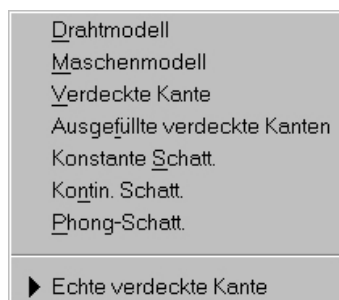 Drahtmodell
Maschenmodell
Verdeckte Kante
Ausgefüllte verdeckte Kanten
Konstante Schatt.
Kontin. Schatt.
Phong-Schatt.
Echte verdeckte Kante